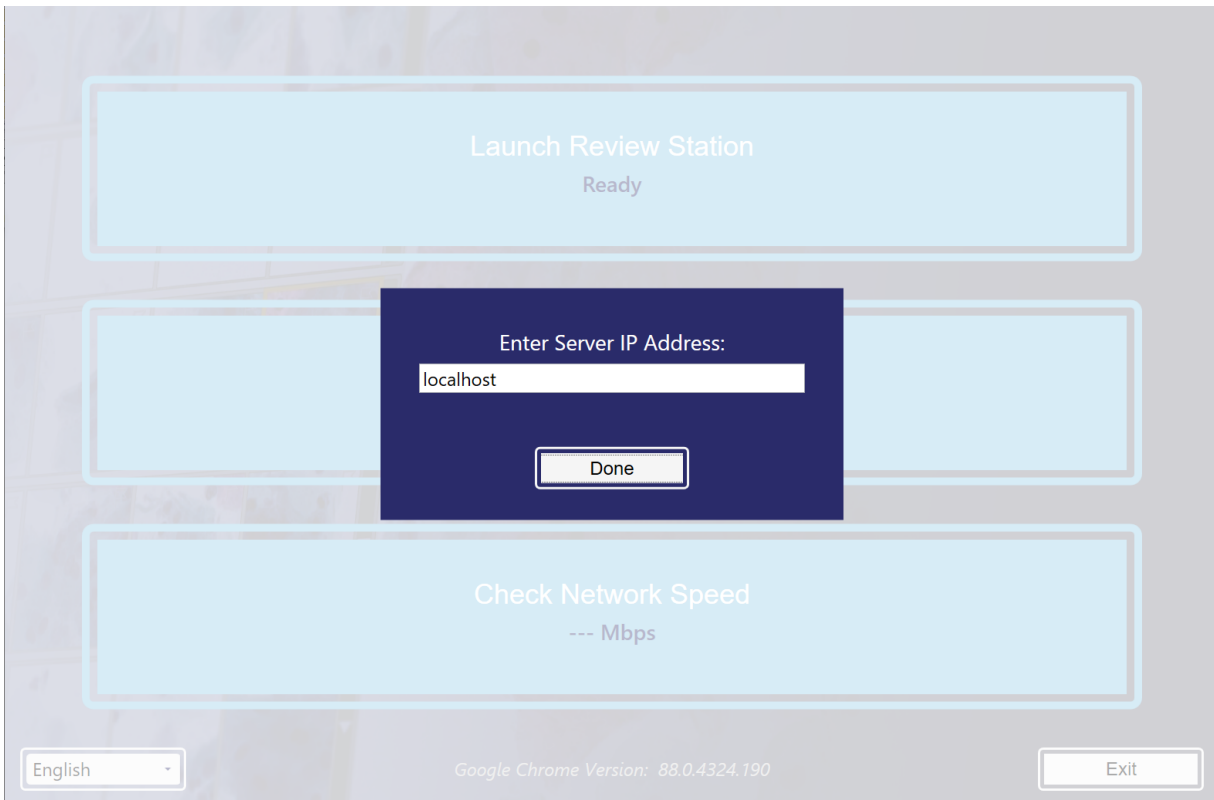 Launch Review Station
Ready
Enter Server IP Address:
localhost
Done
Check Network Speed
--- Mbps
English
Google Chrome Version: 88.0.4324.190
Exit